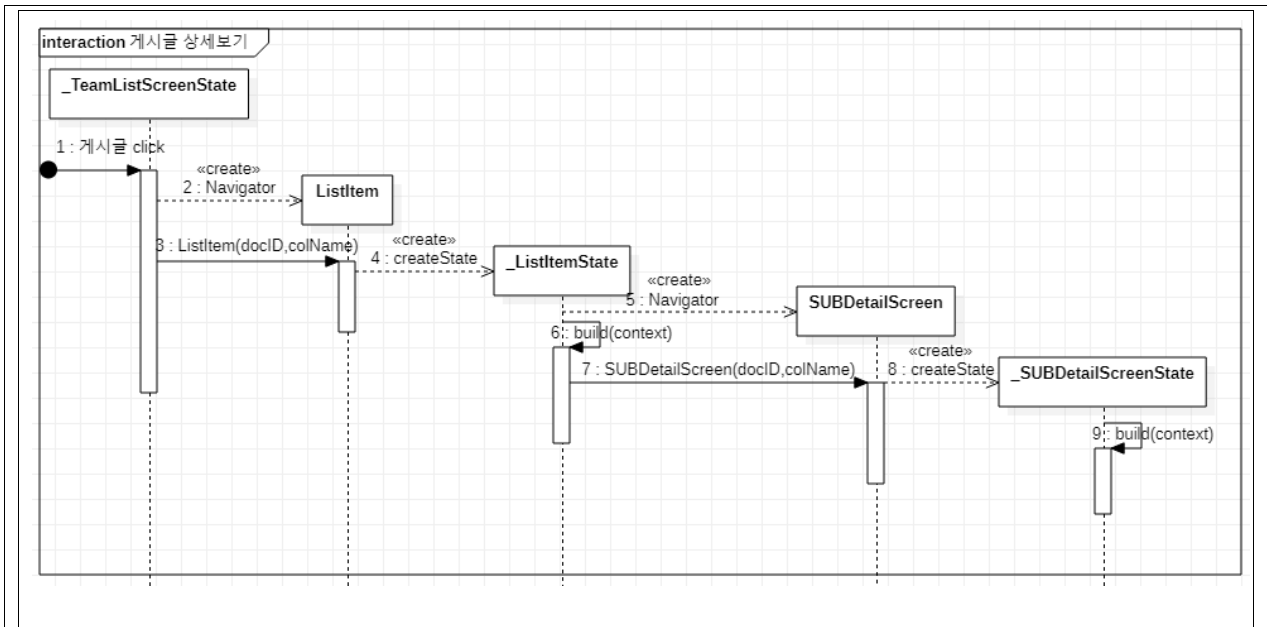 interaction 게시글 상세보기
_TeamListScreenState
1 : 게시글 click
«create»
2 : Navigator
ListItem
3 : ListItem(docID,colName)
«create»
4 : createState
_ListItemState
«create»
5 : Navigator
SUBDetailScreen
6 : build(context)
7 : SUBDetailScreen(docID,colName)
«create»
8 : createState
_SUBDetailScreenState
9 : build(context)